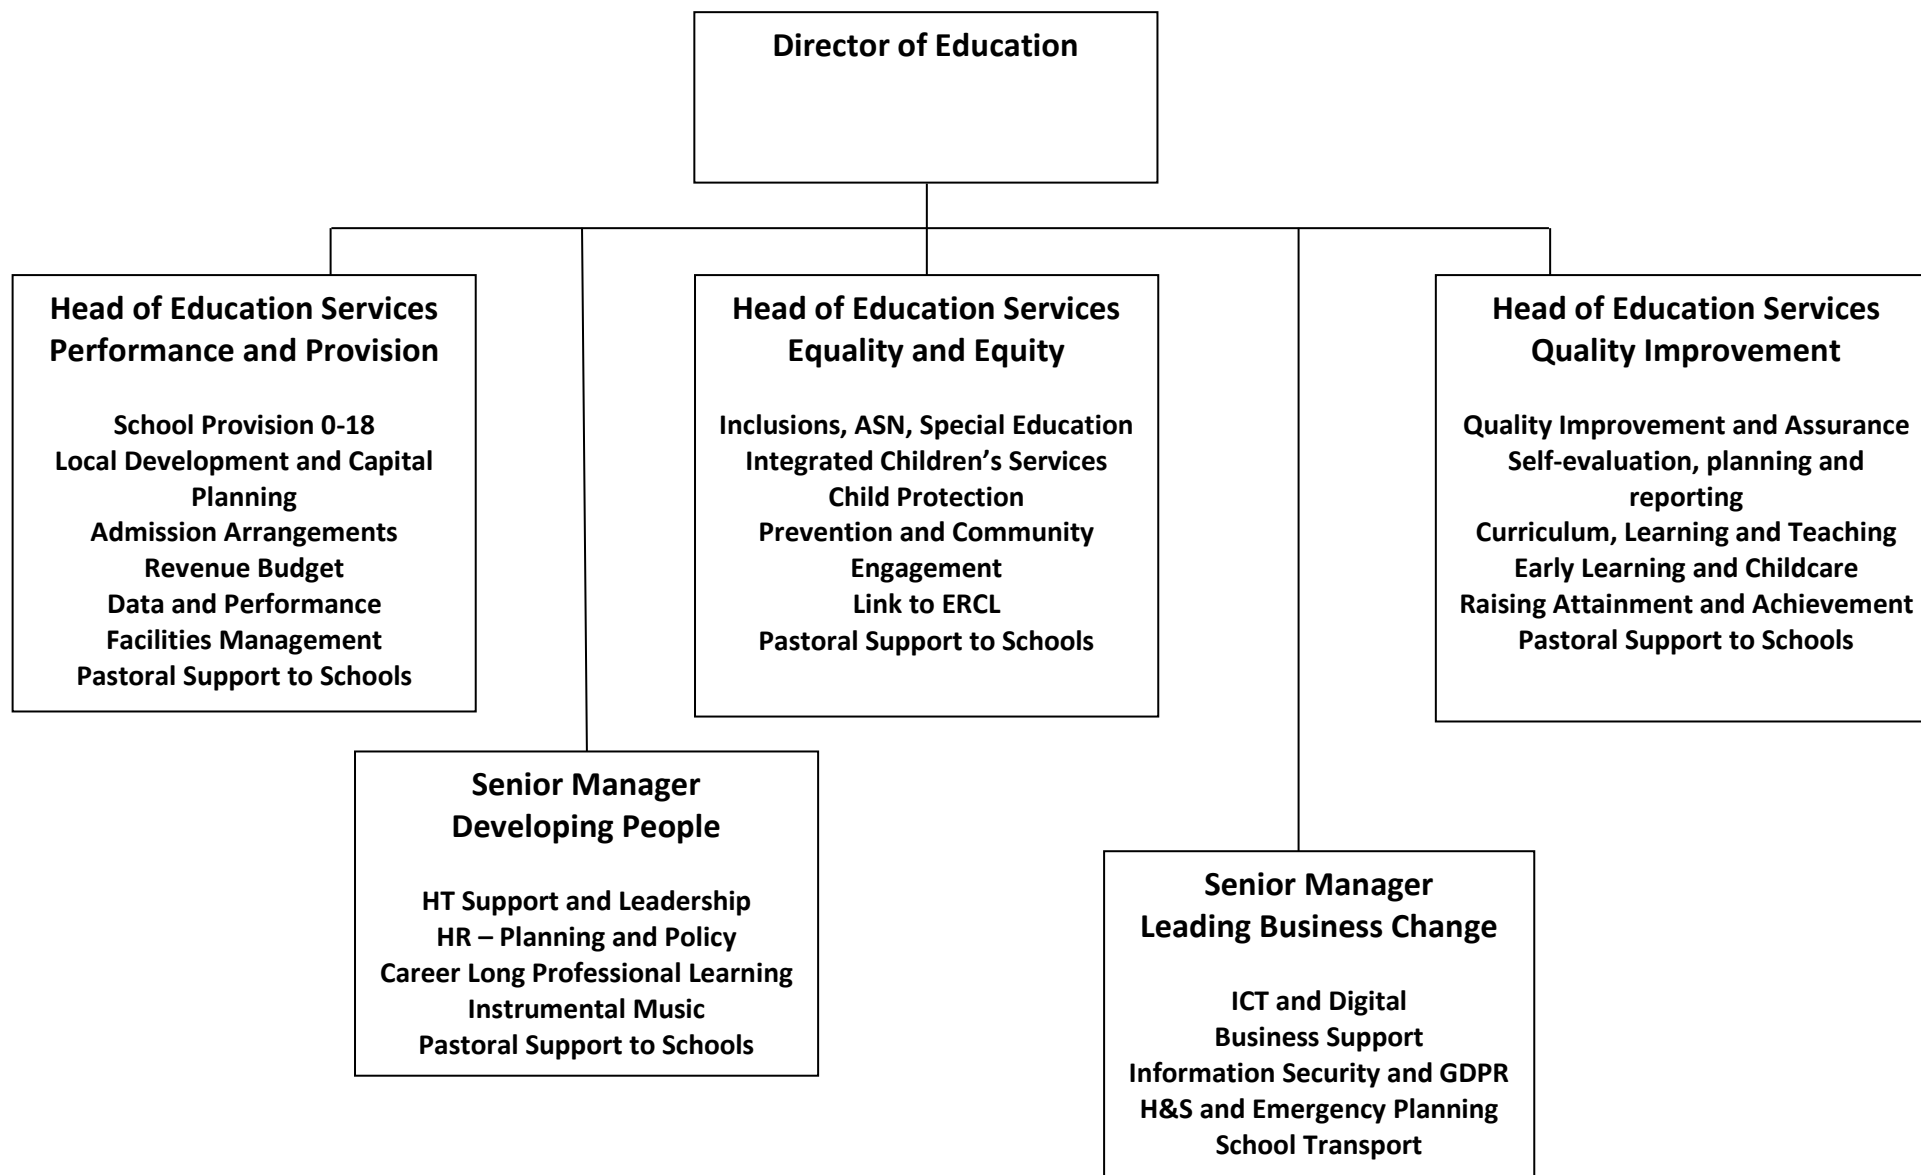 Director of Education
Head of Education Services
Performance and Provision
School Provision 0-18
Local Development and Capital
Planning
Admission Arrangements
Revenue Budget
Data and Performance
Facilities Management
Pastoral Support to Schools
Head of Education Services
Equality and Equity
Inclusions, ASN, Special Education
Integrated Children’s Services
Child Protection
Prevention and Community
Engagement
Link to ERCL
Pastoral Support to Schools
Head of Education Services
Quality Improvement
Quality Improvement and Assurance
Self-evaluation, planning and
reporting
Curriculum, Learning and Teaching
Early Learning and Childcare
Raising Attainment and Achievement
Pastoral Support to Schools
Senior Manager
Developing People
HT Support and Leadership
HR – Planning and Policy
Career Long Professional Learning
Instrumental Music
Pastoral Support to Schools
Senior Manager
Leading Business Change
ICT and Digital
Business Support
Information Security and GDPR
H&S and Emergency Planning
School Transport